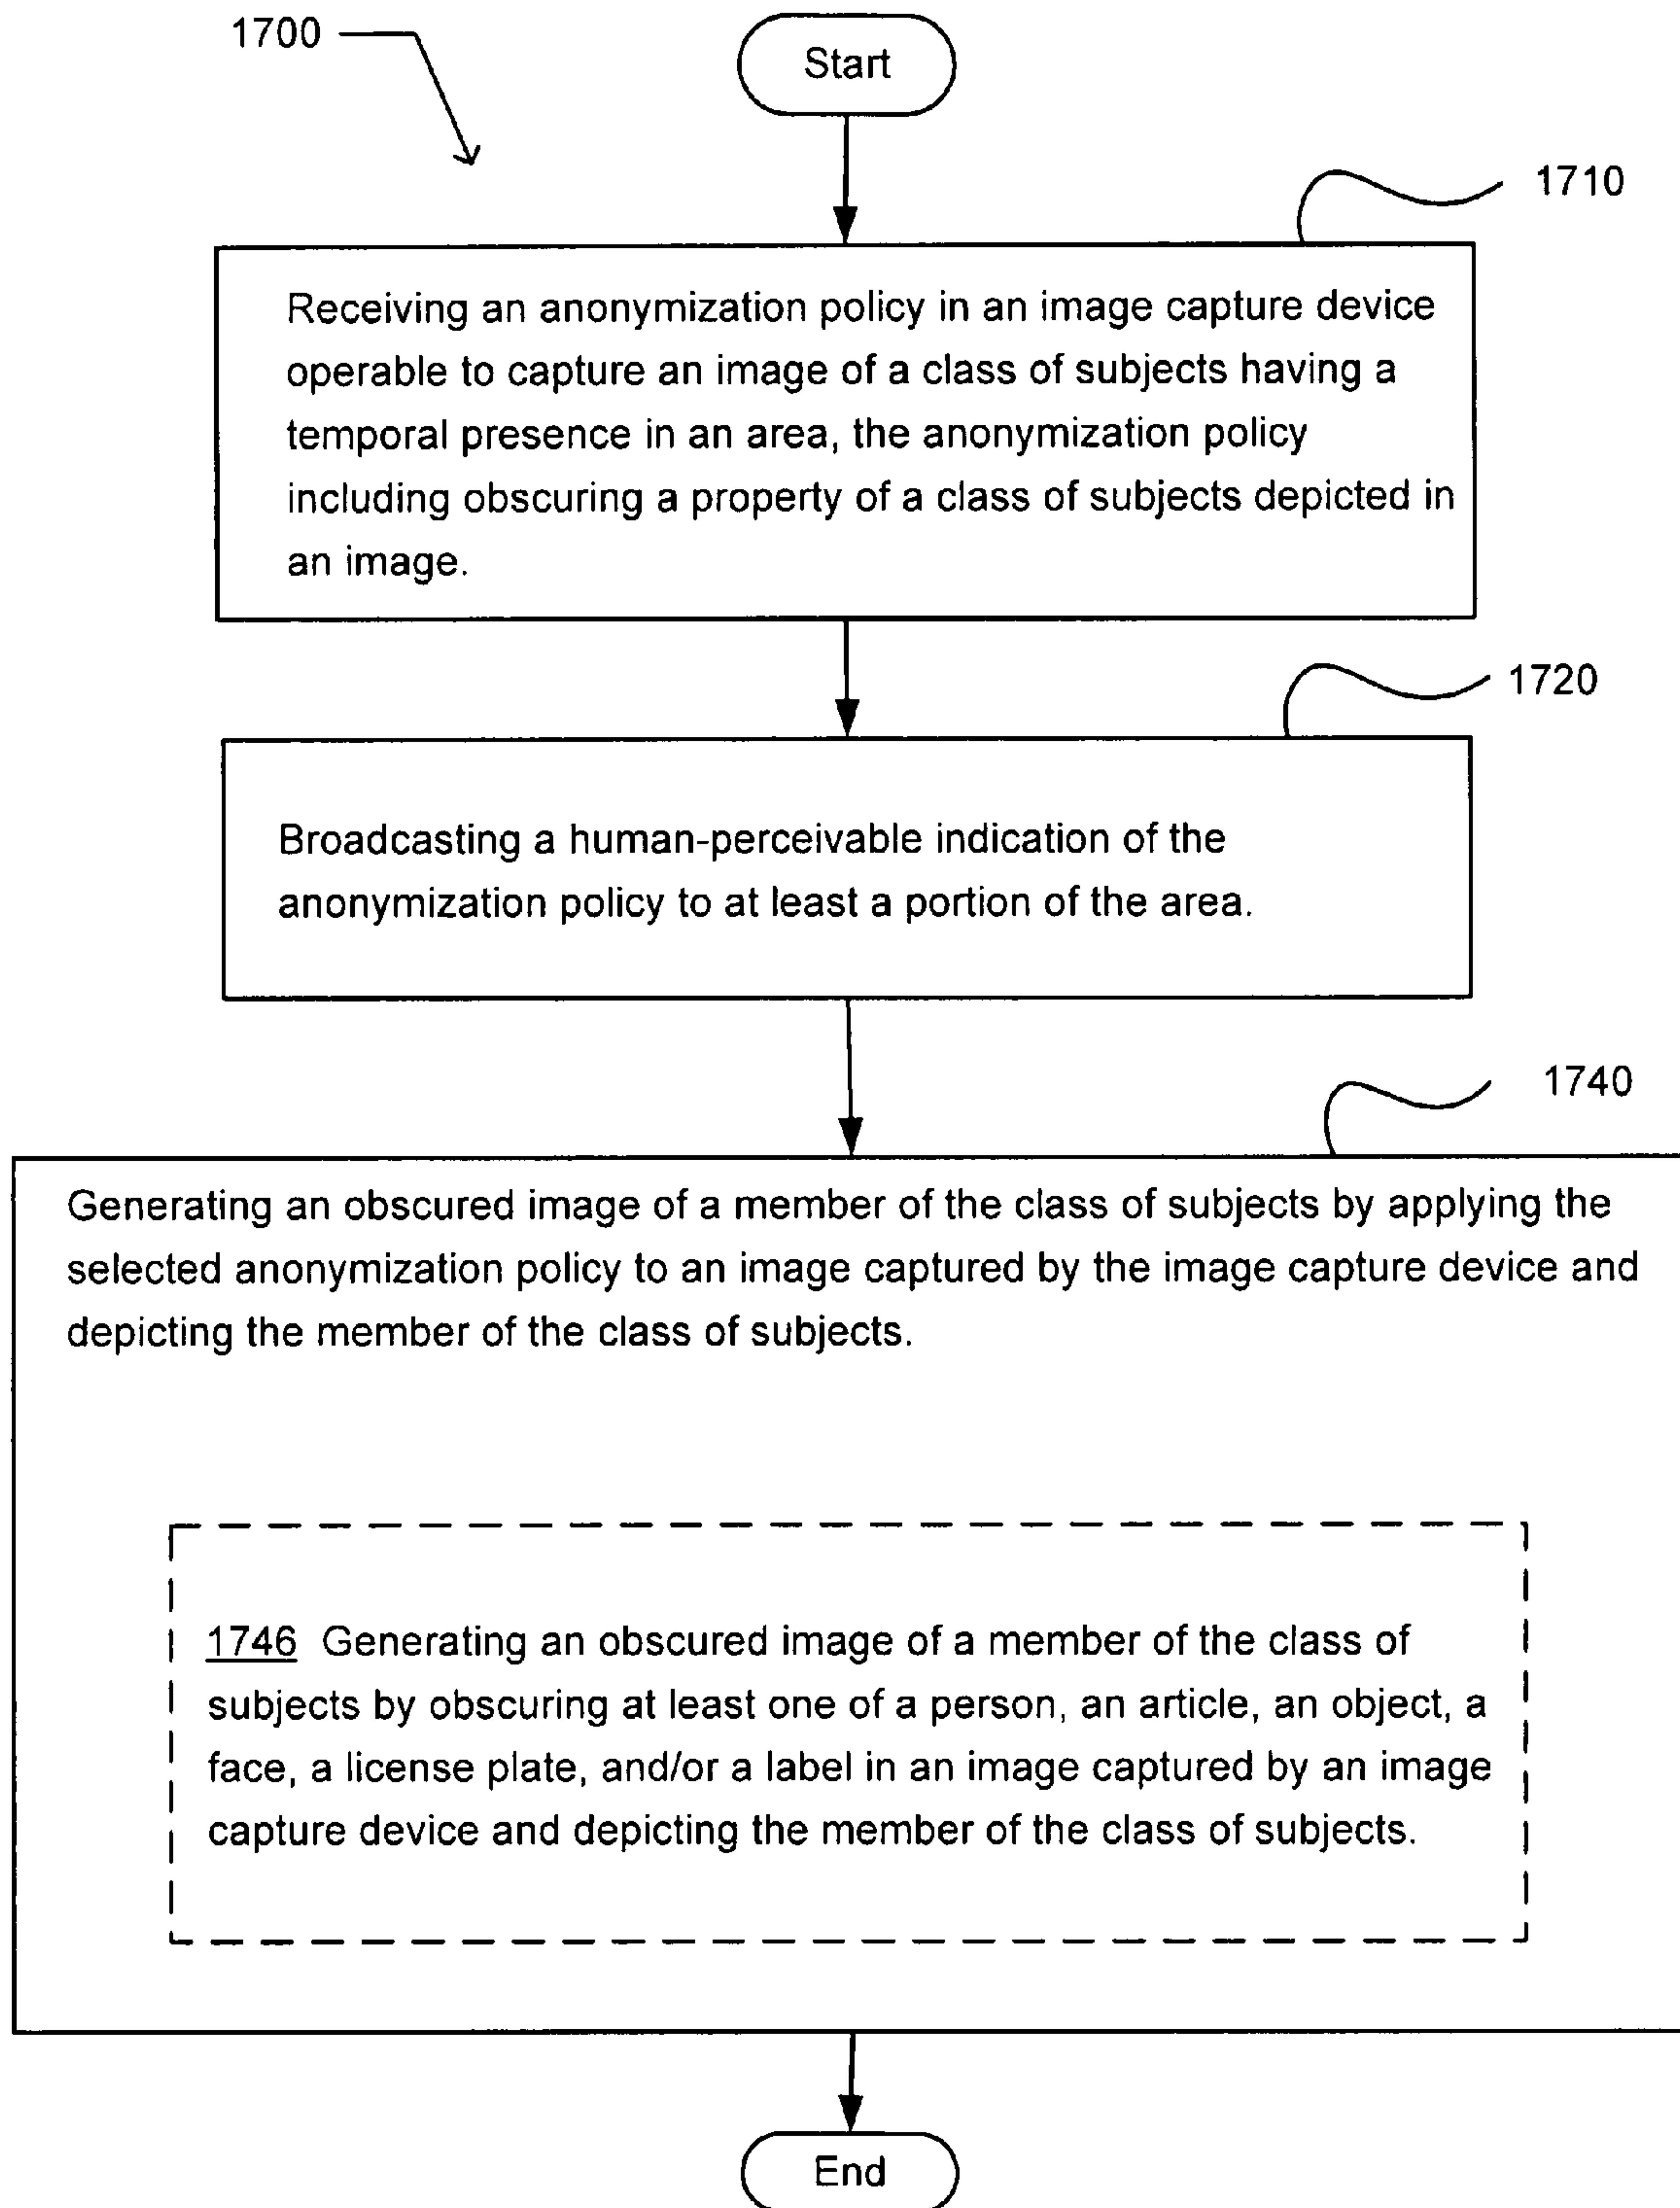 1700
Start
1710
Receiving an anonymization policy in an image capture device
operable to capture an image of a class of subjects having a
temporal presence in an area, the anonymization policy
including obscuring a property of a class of subjects depicted in
an image.
1720
Broadcasting a human-perceivable indication of the
anonymization policy to at least a portion of the area.
1740
Generating an obscured image of a member of the class of subjects by applying the
selected anonymization policy to an image captured by the image capture device and
depicting the member of the class of subjects.
1746 Generating an obscured image of a member of the class of
subjects by obscuring at least one of a person, an article, an object, a
face, a license plate, and/or a label in an image captured by an image
capture device and depicting the member of the class of subjects.
End